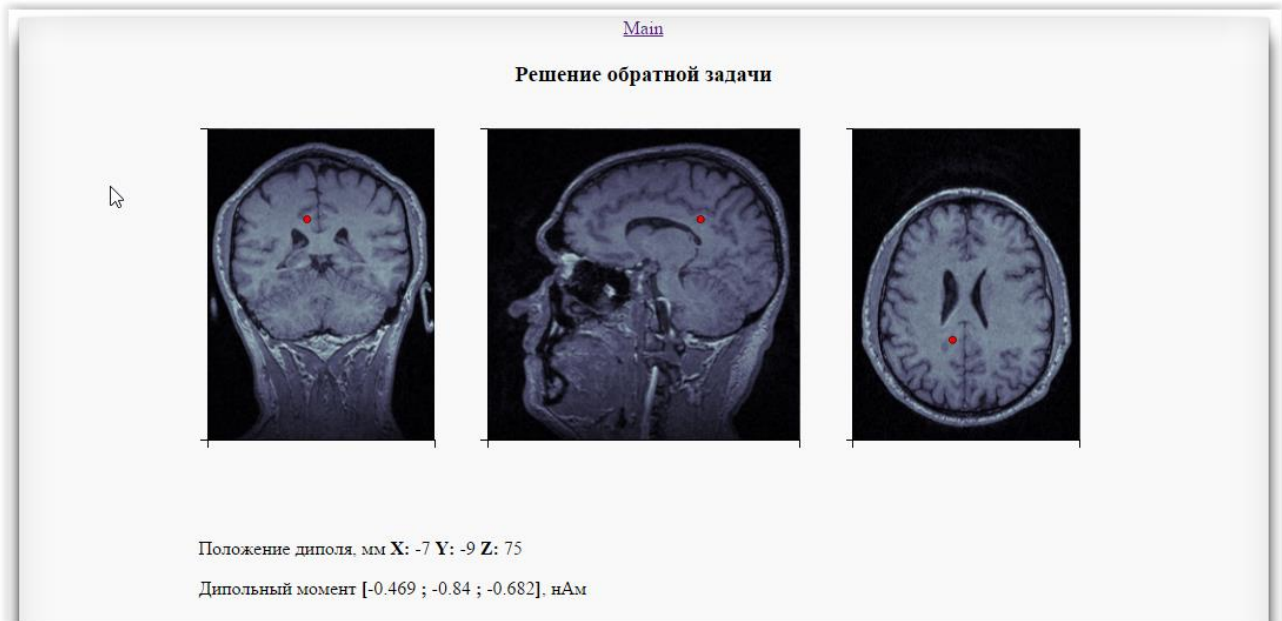 Main
Решение обратной задачи
Положение диполя, мм X: -7 Y: -9 Z: 75
Дипольный момент [-0.469 ; -0.84 ; -0.682], нАм